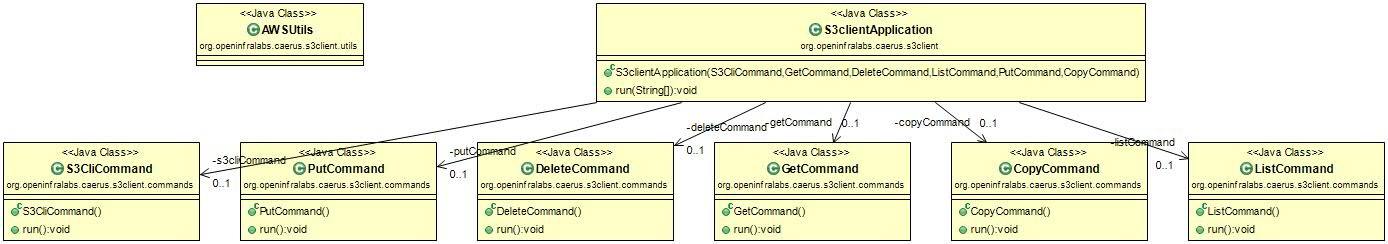 <<Java Class>>
AWSUtils
org.openinfralabs.caerus.s3client.utils
<<Java Class>>
S3clientApplication
org.openinfralabs.caerus.s3client
S3clientApplication(S3CliCommand,GetCommand,DeleteCommand,ListCommand,PutCommand,CopyCommand)
run(String[]):void
-s3cliCommand
0..1
-putCommand
0..1
-deleteCommand
0..1
-getCommand
0..1
-copyCommand
0..1
-listCommand
0..1
<<Java Class>>
S3CliCommand
org.openinfralabs.caerus.s3client.commands
S3CliCommand()
run():void
<<Java Class>>
PutCommand
org.openinfralabs.caerus.s3client.commands
PutCommand()
run():void
<<Java Class>>
DeleteCommand
org.openinfralabs.caerus.s3client.commands
DeleteCommand()
run():void
<<Java Class>>
GetCommand
org.openinfralabs.caerus.s3client.commands
GetCommand()
run():void
<<Java Class>>
CopyCommand
org.openinfralabs.caerus.s3client.commands
CopyCommand()
run():void
<<Java Class>>
ListCommand
org.openinfralabs.caerus.s3client.commands
ListCommand()
run():void